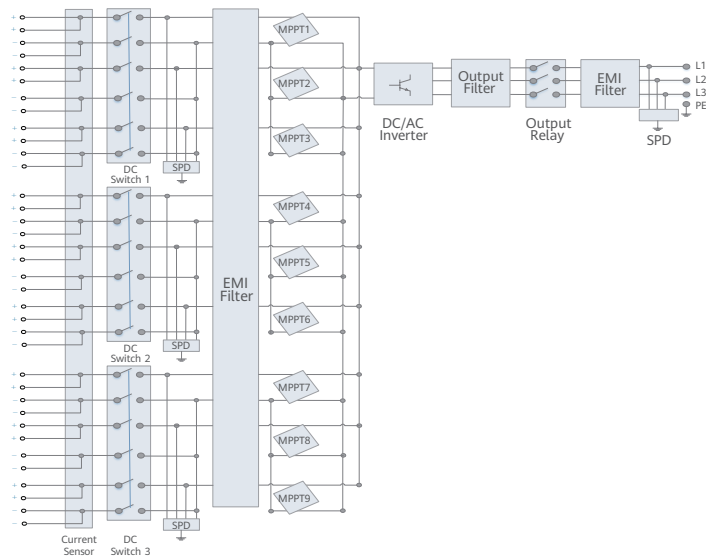 MPPT1
MPPT2
MPPT3
DC
Switch 1
SPD
MPPT4
MPPT5
MPPT6
EMI
Filter
DC
Switch 2
SPD
MPPT7
MPPT8
MPPT9
SPD
Current
Sensor
DC
Switch 3
DC/AC
Inverter
Output
Filter
Output
Relay
EMI
Filter
SPD
L1
L2
L3
PE